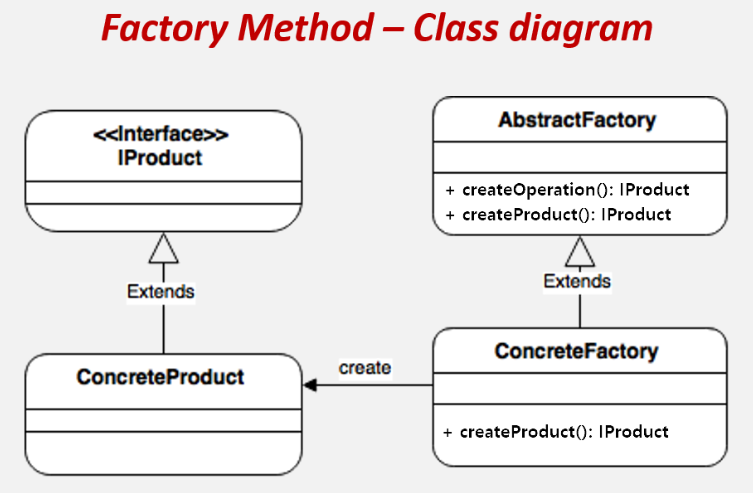 Factory Method – Class diagram
<<Interface>>
IProduct
Extends
ConcreteProduct
AbstractFactory
+ createOperation(): IProduct
+ createProduct(): IProduct
Extends
ConcreteFactory
+ createProduct(): IProduct
create